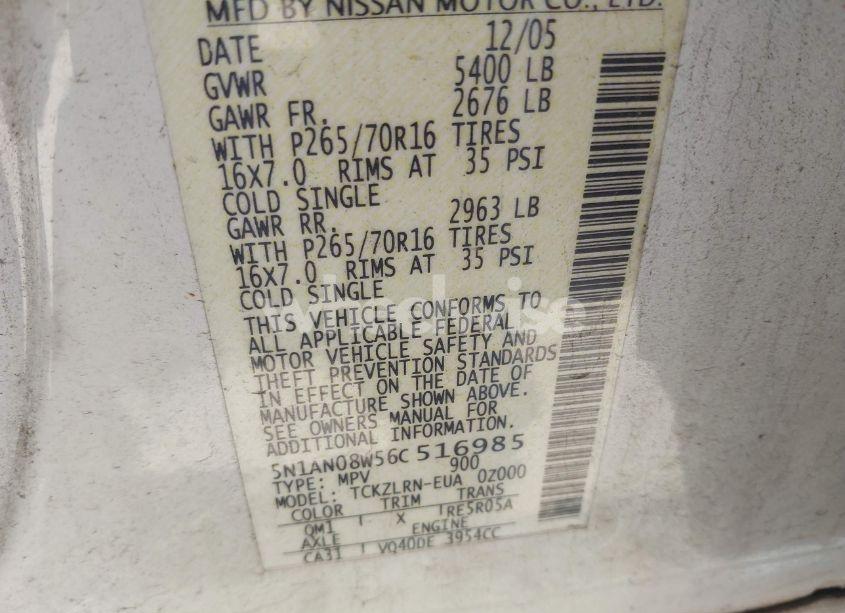 MFD BY NISSAN MOTOR CO., LTD.
DATE 12/05
GVWR 5400 LB
GAWR FR. 2676 LB
WITH P265/70R16 TIRES
16X7.0 RIMS AT 35 PSI
COLD SINGLE
GAWR RR. 2963 LB
WITH P265/70R16 TIRES
16X7.0 RIMS AT 35 PSI
COLD SINGLE
THIS VEHICLE CONFORMS TO
ALL APPLICABLE FEDERAL
MOTOR VEHICLE SAFETY AND
THEFT PREVENTION STANDARDS
IN EFFECT ON THE DATE OF
MANUFACTURE SHOWN ABOVE.
SEE OWNERS MANUAL FOR
ADDITIONAL INFORMATION.
5N1AN08W56C516985
TYPE: MPV 900
MODEL: TCKZLRN-EUA 0Z000
COLOR TRIM TRANS
QM1 X RE5R05A
AXLE ENGINE
CA31 VQ40DE 3954CC